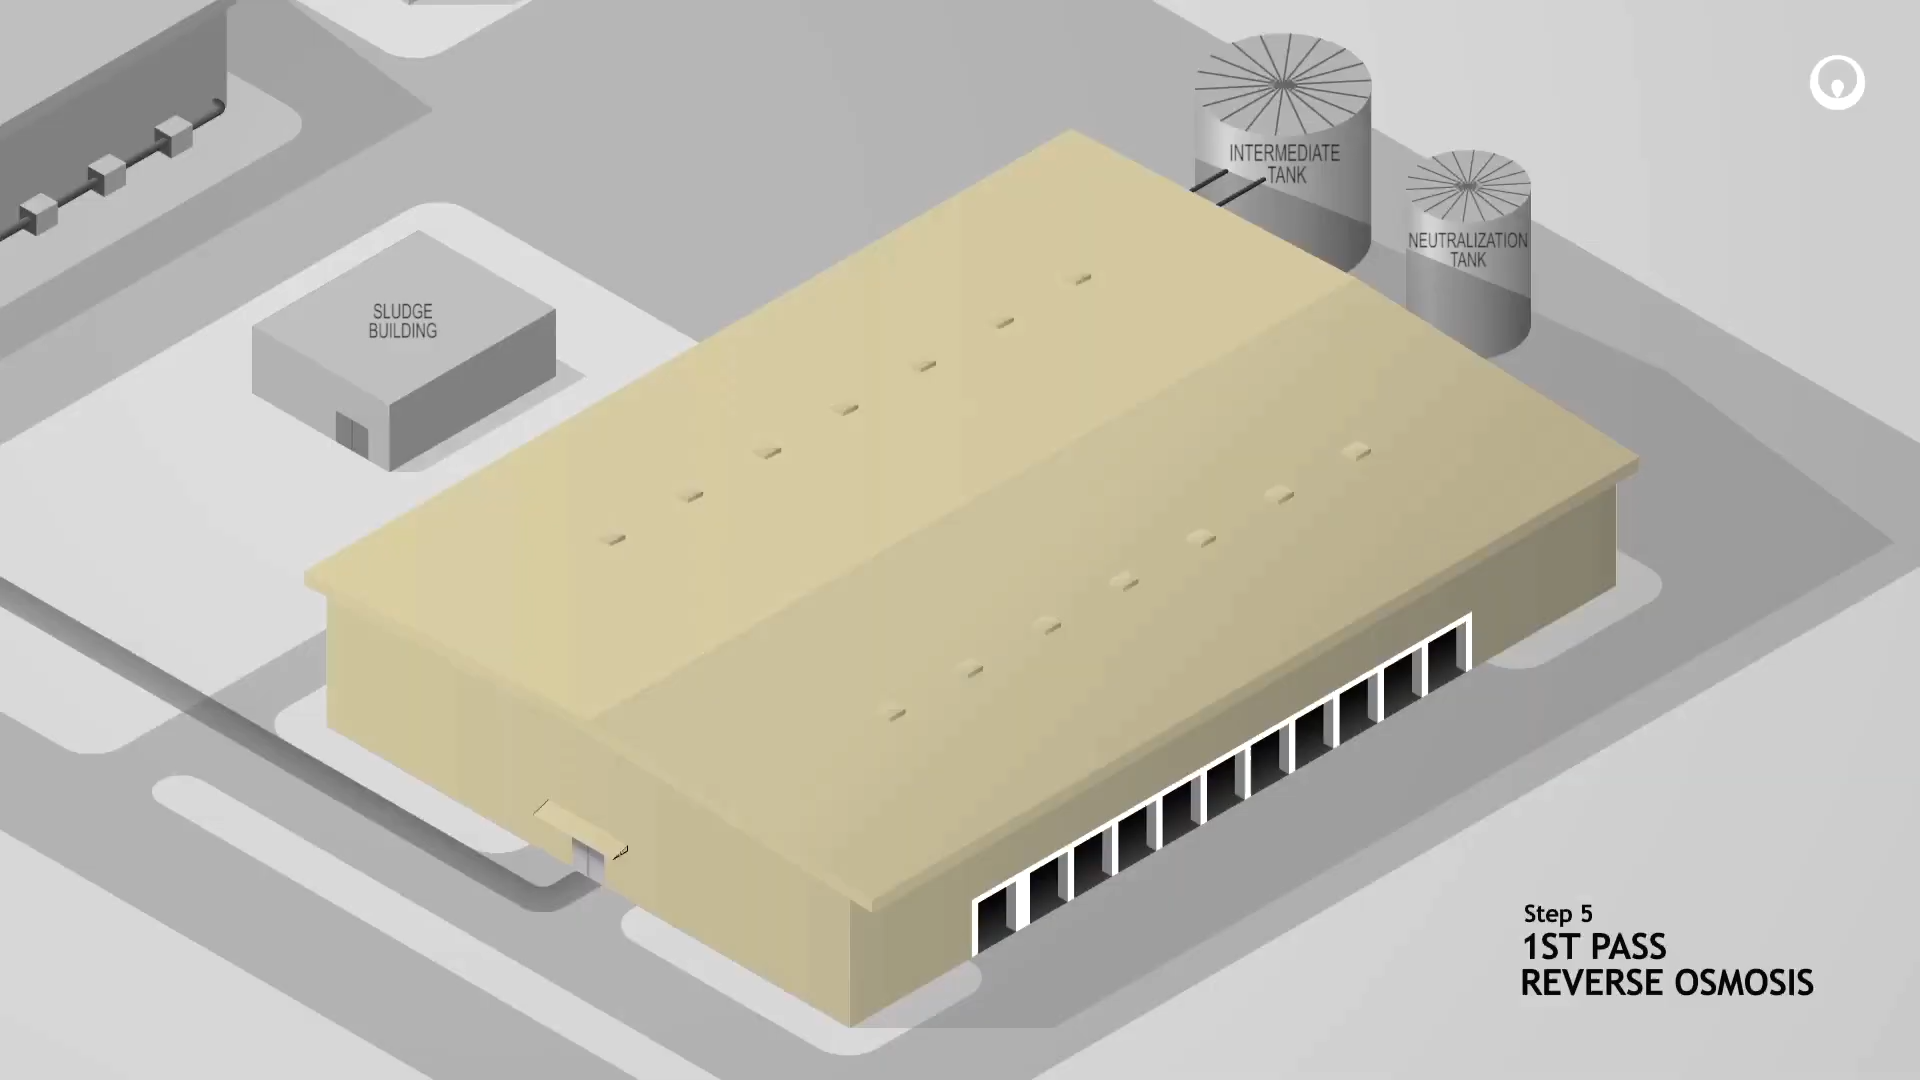 INTERMEDIATE
TANK
NEUTRALIZATION
TANK
SLUDGE
BUILDING
Step 5
1ST PASS
REVERSE OSMOSIS